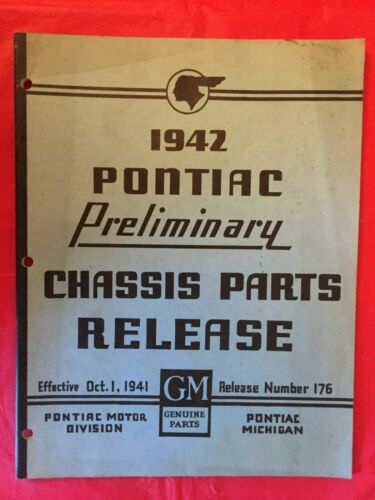 1942
PONTIAC
Preliminary
CHASSIS PARTS
RELEASE
Effective Oct. 1, 1941
GM
GENUINE
PARTS
Release Number 176
PONTIAC MOTOR
DIVISION
PONTIAC
MICHIGAN